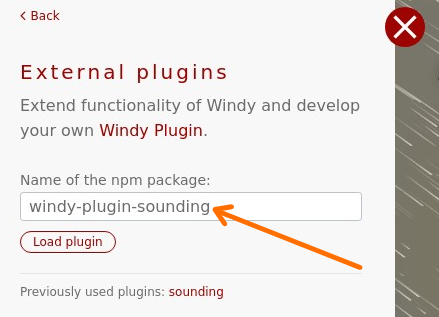 Back
External plugins
Extend functionality of Windy and develop
your own Windy Plugin.
Name of the npm package:
windy-plugin-sounding
Load plugin
Previously used plugins: sounding